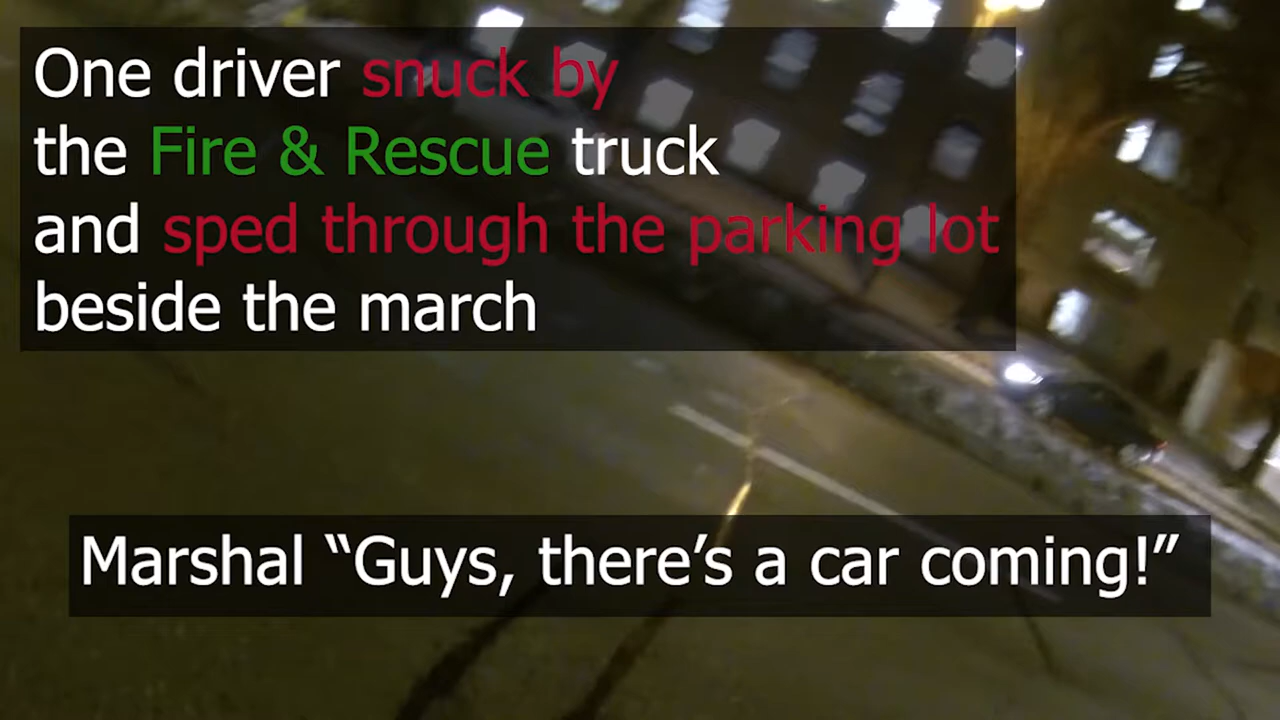 One driver snuck by
the Fire & Rescue truck
and sped through the parking lot
beside the march
Marshal “Guys, there’s a car coming!”